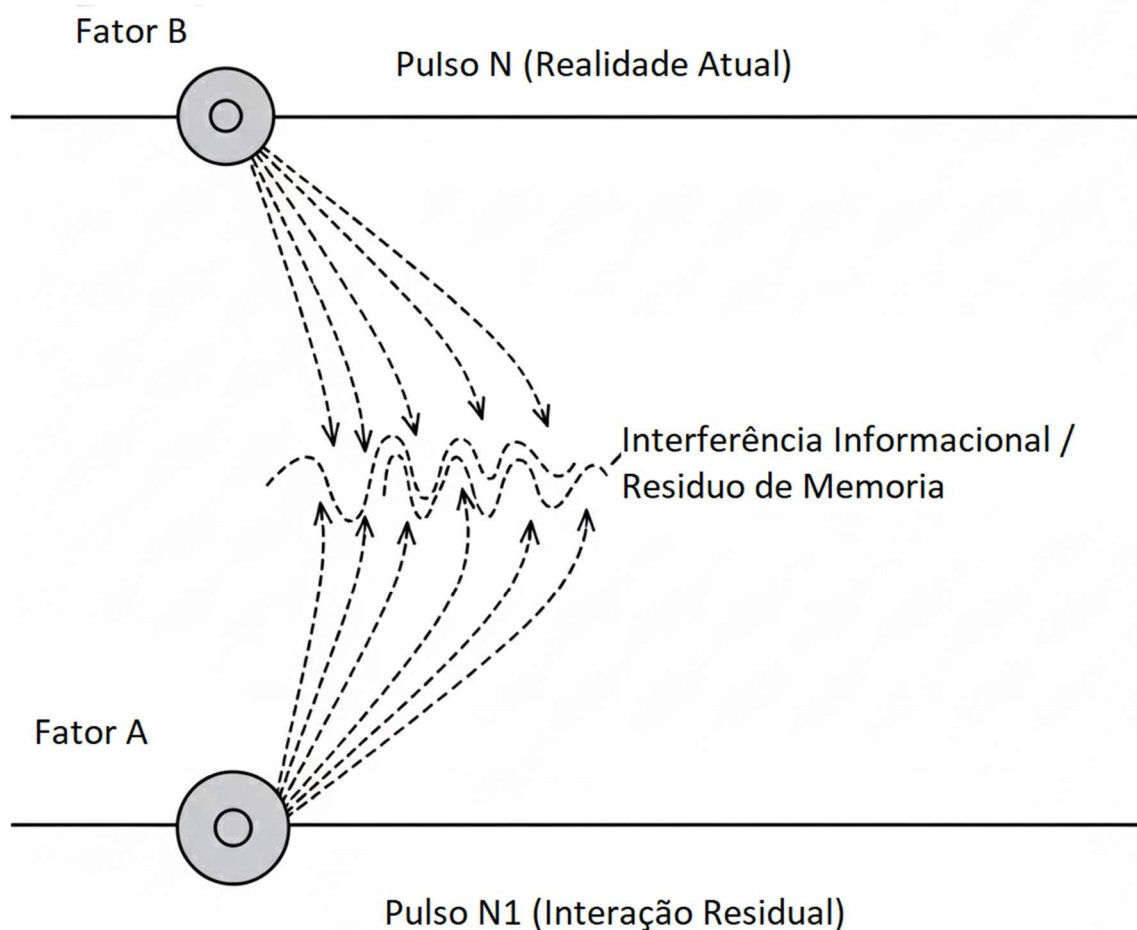 Fator B
Pulso N (Realidade Atual)
Interferência Informacional /
Residuo de Memoria
Fator A
Pulso N1 (Interação Residual)